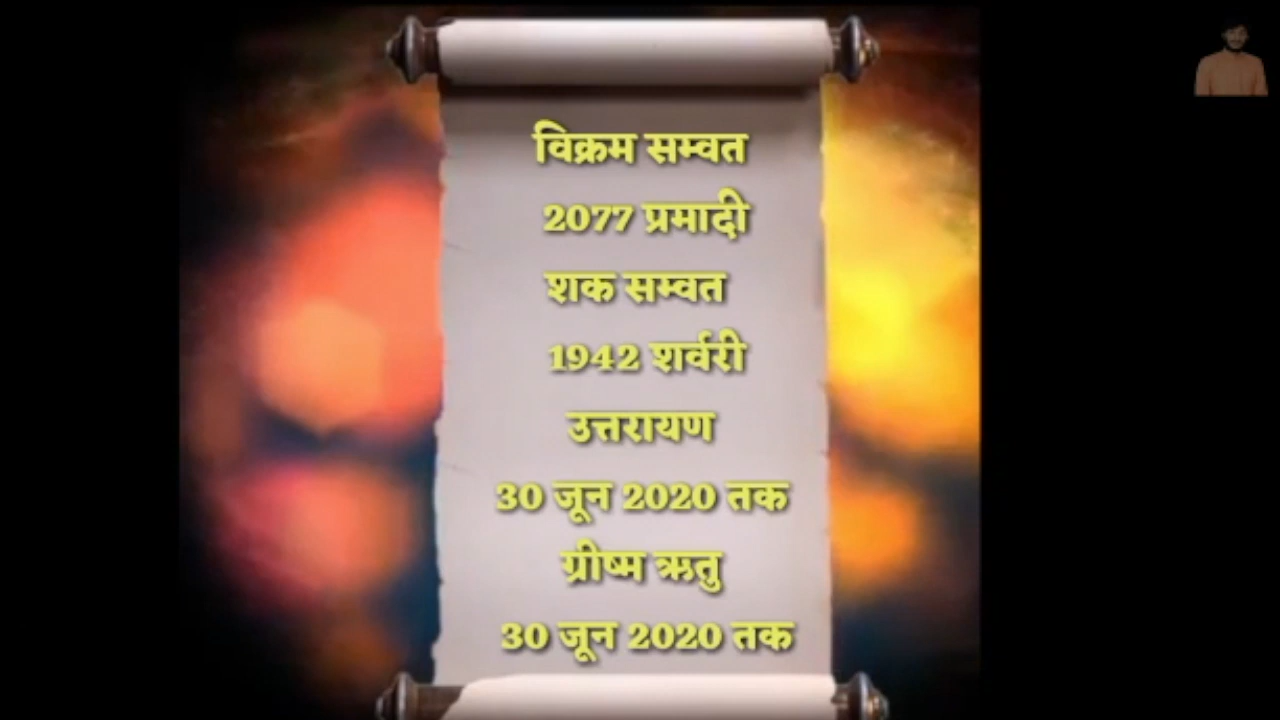 विक्रम सम्वत
2077 प्रमादी
शक सम्वत
1942 शर्वरी
उत्तरायण
30 जून 2020 तक
ग्रीष्म ऋतु
30 जून 2020 तक